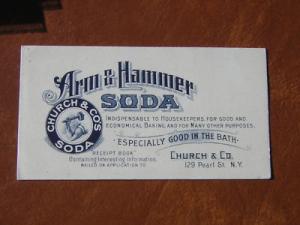 Arm & Hammer
SODA
CHURCH & CO'S
SODA
INDISPENSABLE TO HOUSEKEEPERS, FOR GOOD AND
ECONOMICAL BAKING, AND FOR MANY OTHER PURPOSES.
ESPECIALLY GOOD IN THE BATH
"RECEIPT BOOK"
Containing Interesting Information,
MAILED ON APPLICATION TO
CHURCH & CO.
129 Pearl St. N.Y.